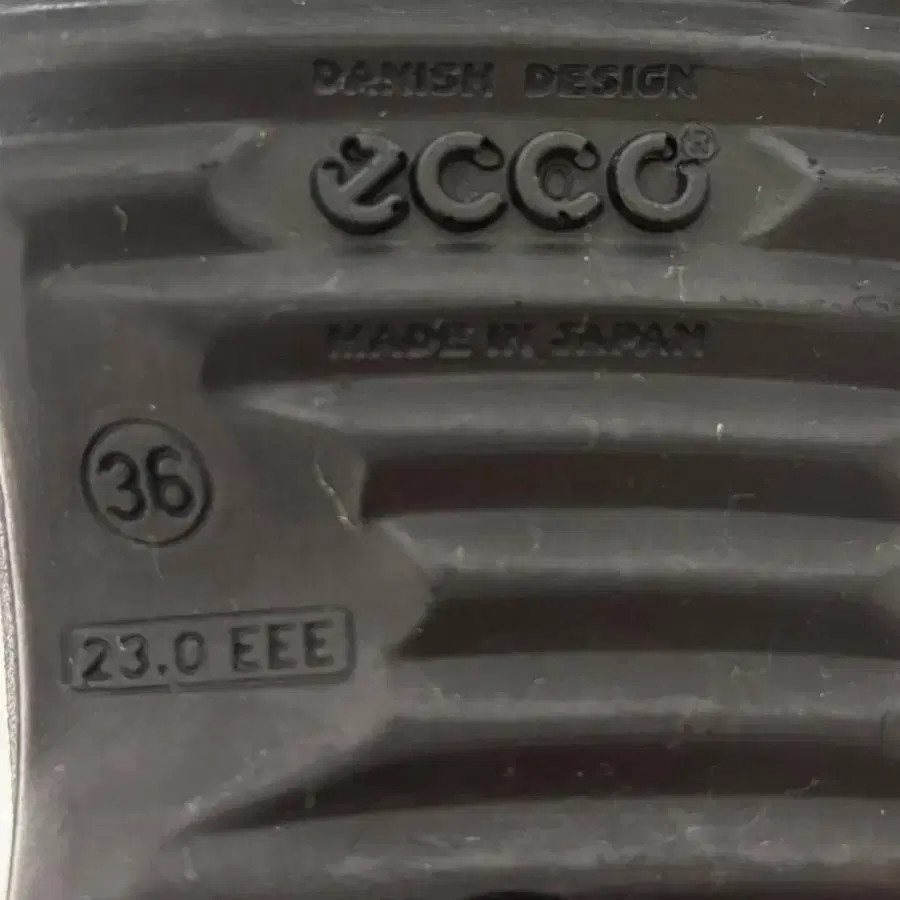 DANISH DESIGN
ecco®
MADE IN JAPAN
36
23.0 EEE